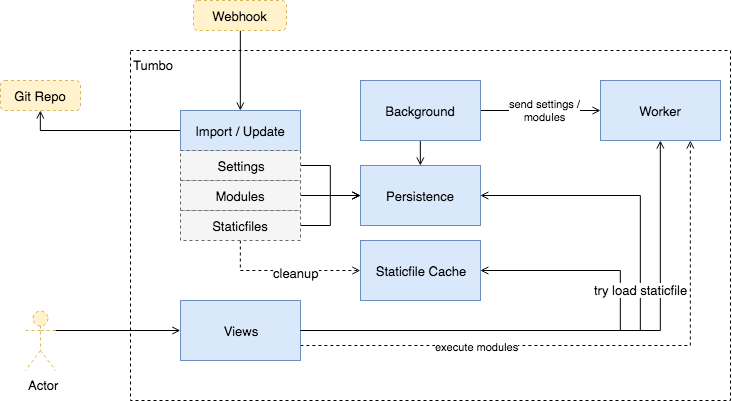 Webhook
Tumbo
Git Repo
Import / Update
Background
send settings /
modules
Worker
Settings
Modules
Staticfiles
Persistence
Staticfile Cache
cleanup
try load staticfile
Views
execute modules
Actor